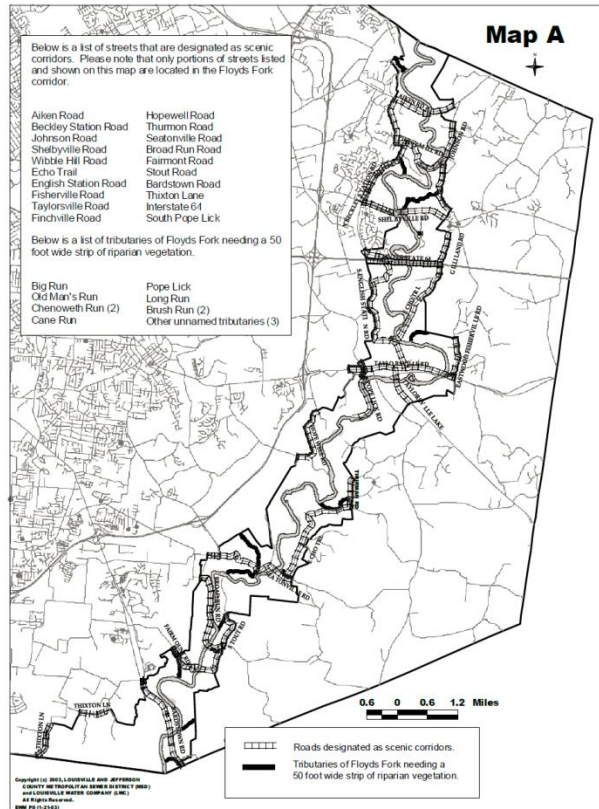 Map A
N
Below is a list of streets that are designated as scenic
corridors. Please note that only portions of streets listed
and shown on this map are located in the Floyds Fork
corridor.
Aiken Road
Beckley Station Road
Johnson Road
Shelbyville Road
Wibble Hill Road
Echo Trail
English Station Road
Fisherville Road
Taylorsville Road
Finchville Road
Hopewell Road
Thurmon Road
Seatonville Road
Broad Run Road
Fairmont Road
Stout Road
Bardstown Road
Thixton Lane
Interstate 64
South Pope Lick
Below is a list of tributaries of Floyds Fork needing a 50
foot wide strip of riparian vegetation.
Big Run
Old Man's Run
Chenoweth Run (2)
Cane Run
Pope Lick
Long Run
Brush Run (2)
Other unnamed tributaries (3)
SHELBYVILLE RD
GILLILAND RD
EASTWOOD FISHERVILLE RD
FAIRMOUNT RD
STOUT RD
THIXTON LN
THIXTON LN
0.6 0 0.6 1.2 Miles
Roads designated as scenic corridors.
Tributaries of Floyds Fork needing a
50 foot wide strip of riparian vegetation.
Copyright (c) 2003, LOUISVILLE AND JEFFERSON
COUNTY METROPOLITAN SEWER DISTRICT (MSD)
and LOUISVILLE WATER COMPANY (LWC)
All Rights Reserved.